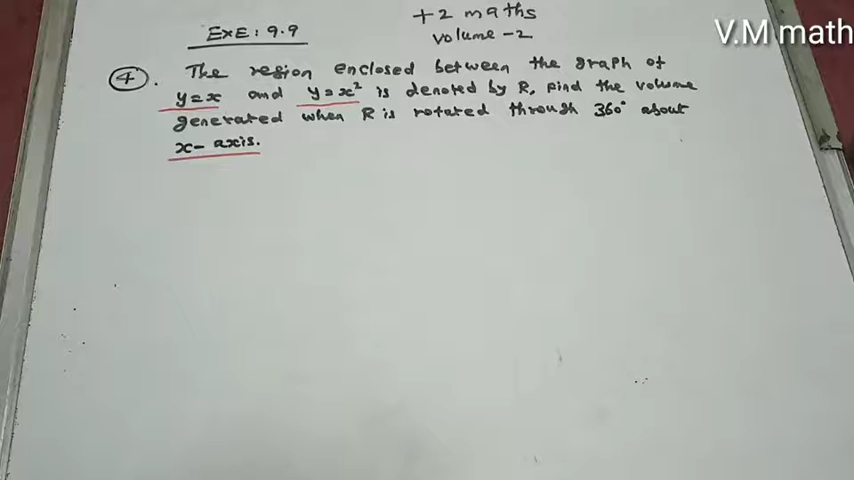 EXE: 9.9
+2 maths
volume -2
V.M math
4. The region enclosed between the graph of
y=x and y=x² is denoted by R, Find the volume
generated when R is rotated through 360° about
x- axis.